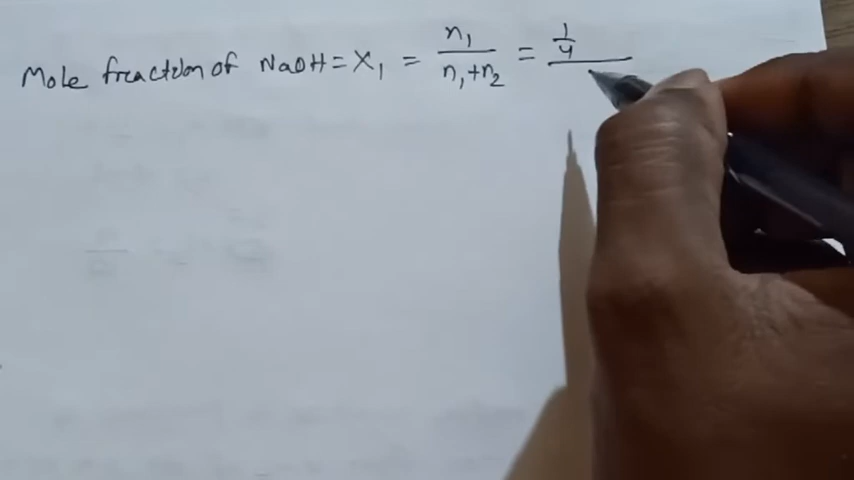 Mole fraction of NaOH = X₁ = n₁/(n₁+n₂) = (1/4)/